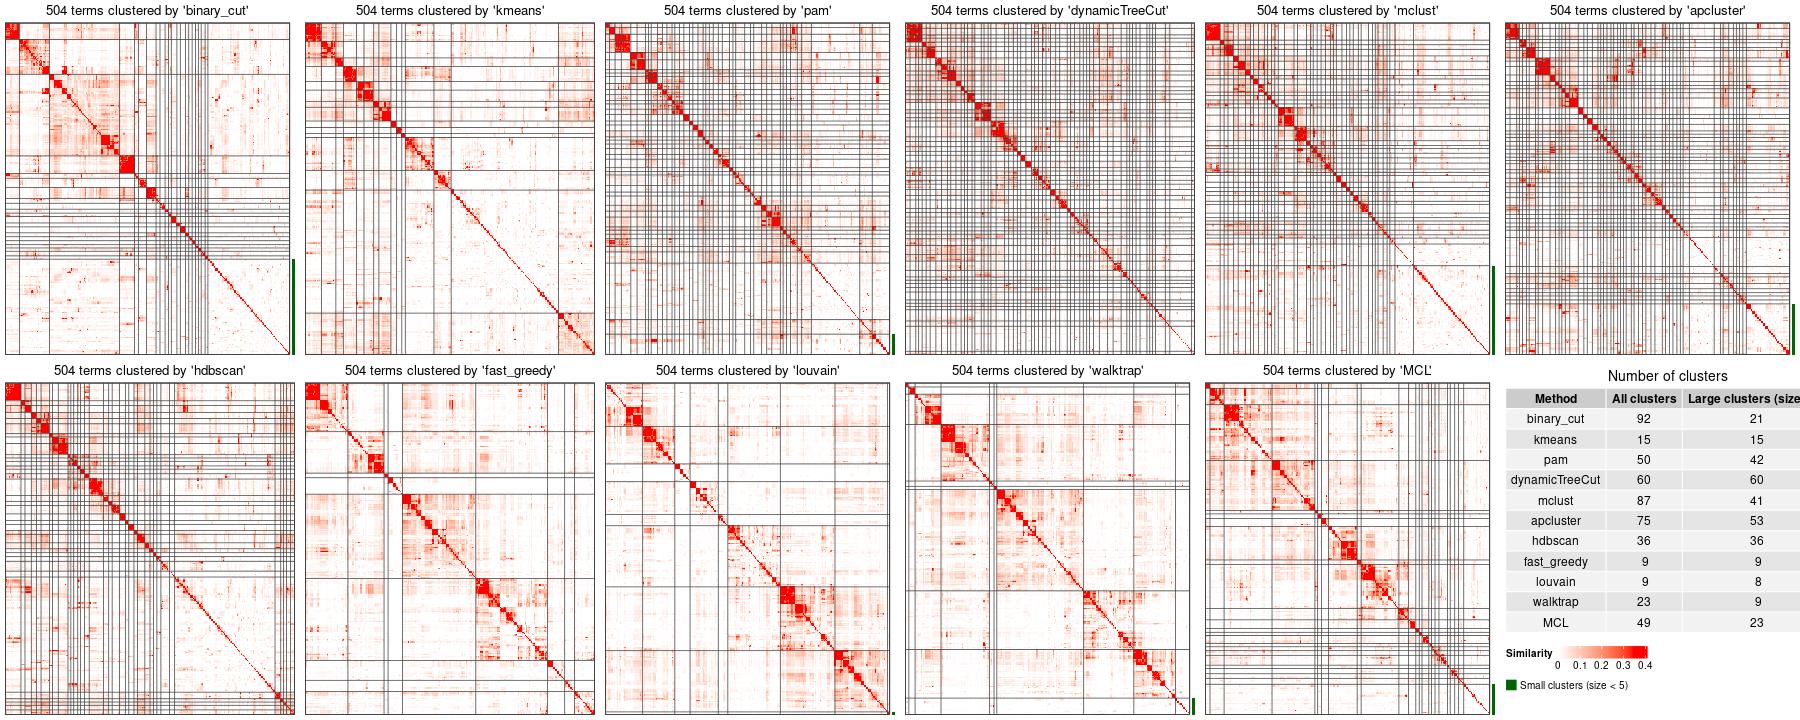 504 terms clustered by 'binary_cut'
504 terms clustered by 'kmeans'
504 terms clustered by 'pam'
504 terms clustered by 'dynamicTreeCut'
504 terms clustered by 'mclust'
504 terms clustered by 'apcluster'
504 terms clustered by 'hdbscan'
504 terms clustered by 'fast_greedy'
504 terms clustered by 'louvain'
504 terms clustered by 'walktrap'
504 terms clustered by 'MCL'
Number of clusters
Method All clusters Large clusters (size
binary_cut 92 21
kmeans 15 15
pam 50 42
dynamicTreeCut 60 60
mclust 87 41
apcluster 75 53
hdbscan 36 36
fast_greedy 9 9
louvain 9 8
walktrap 23 9
MCL 49 23
Similarity
0 0.1 0.2 0.3 0.4
Small clusters (size < 5)